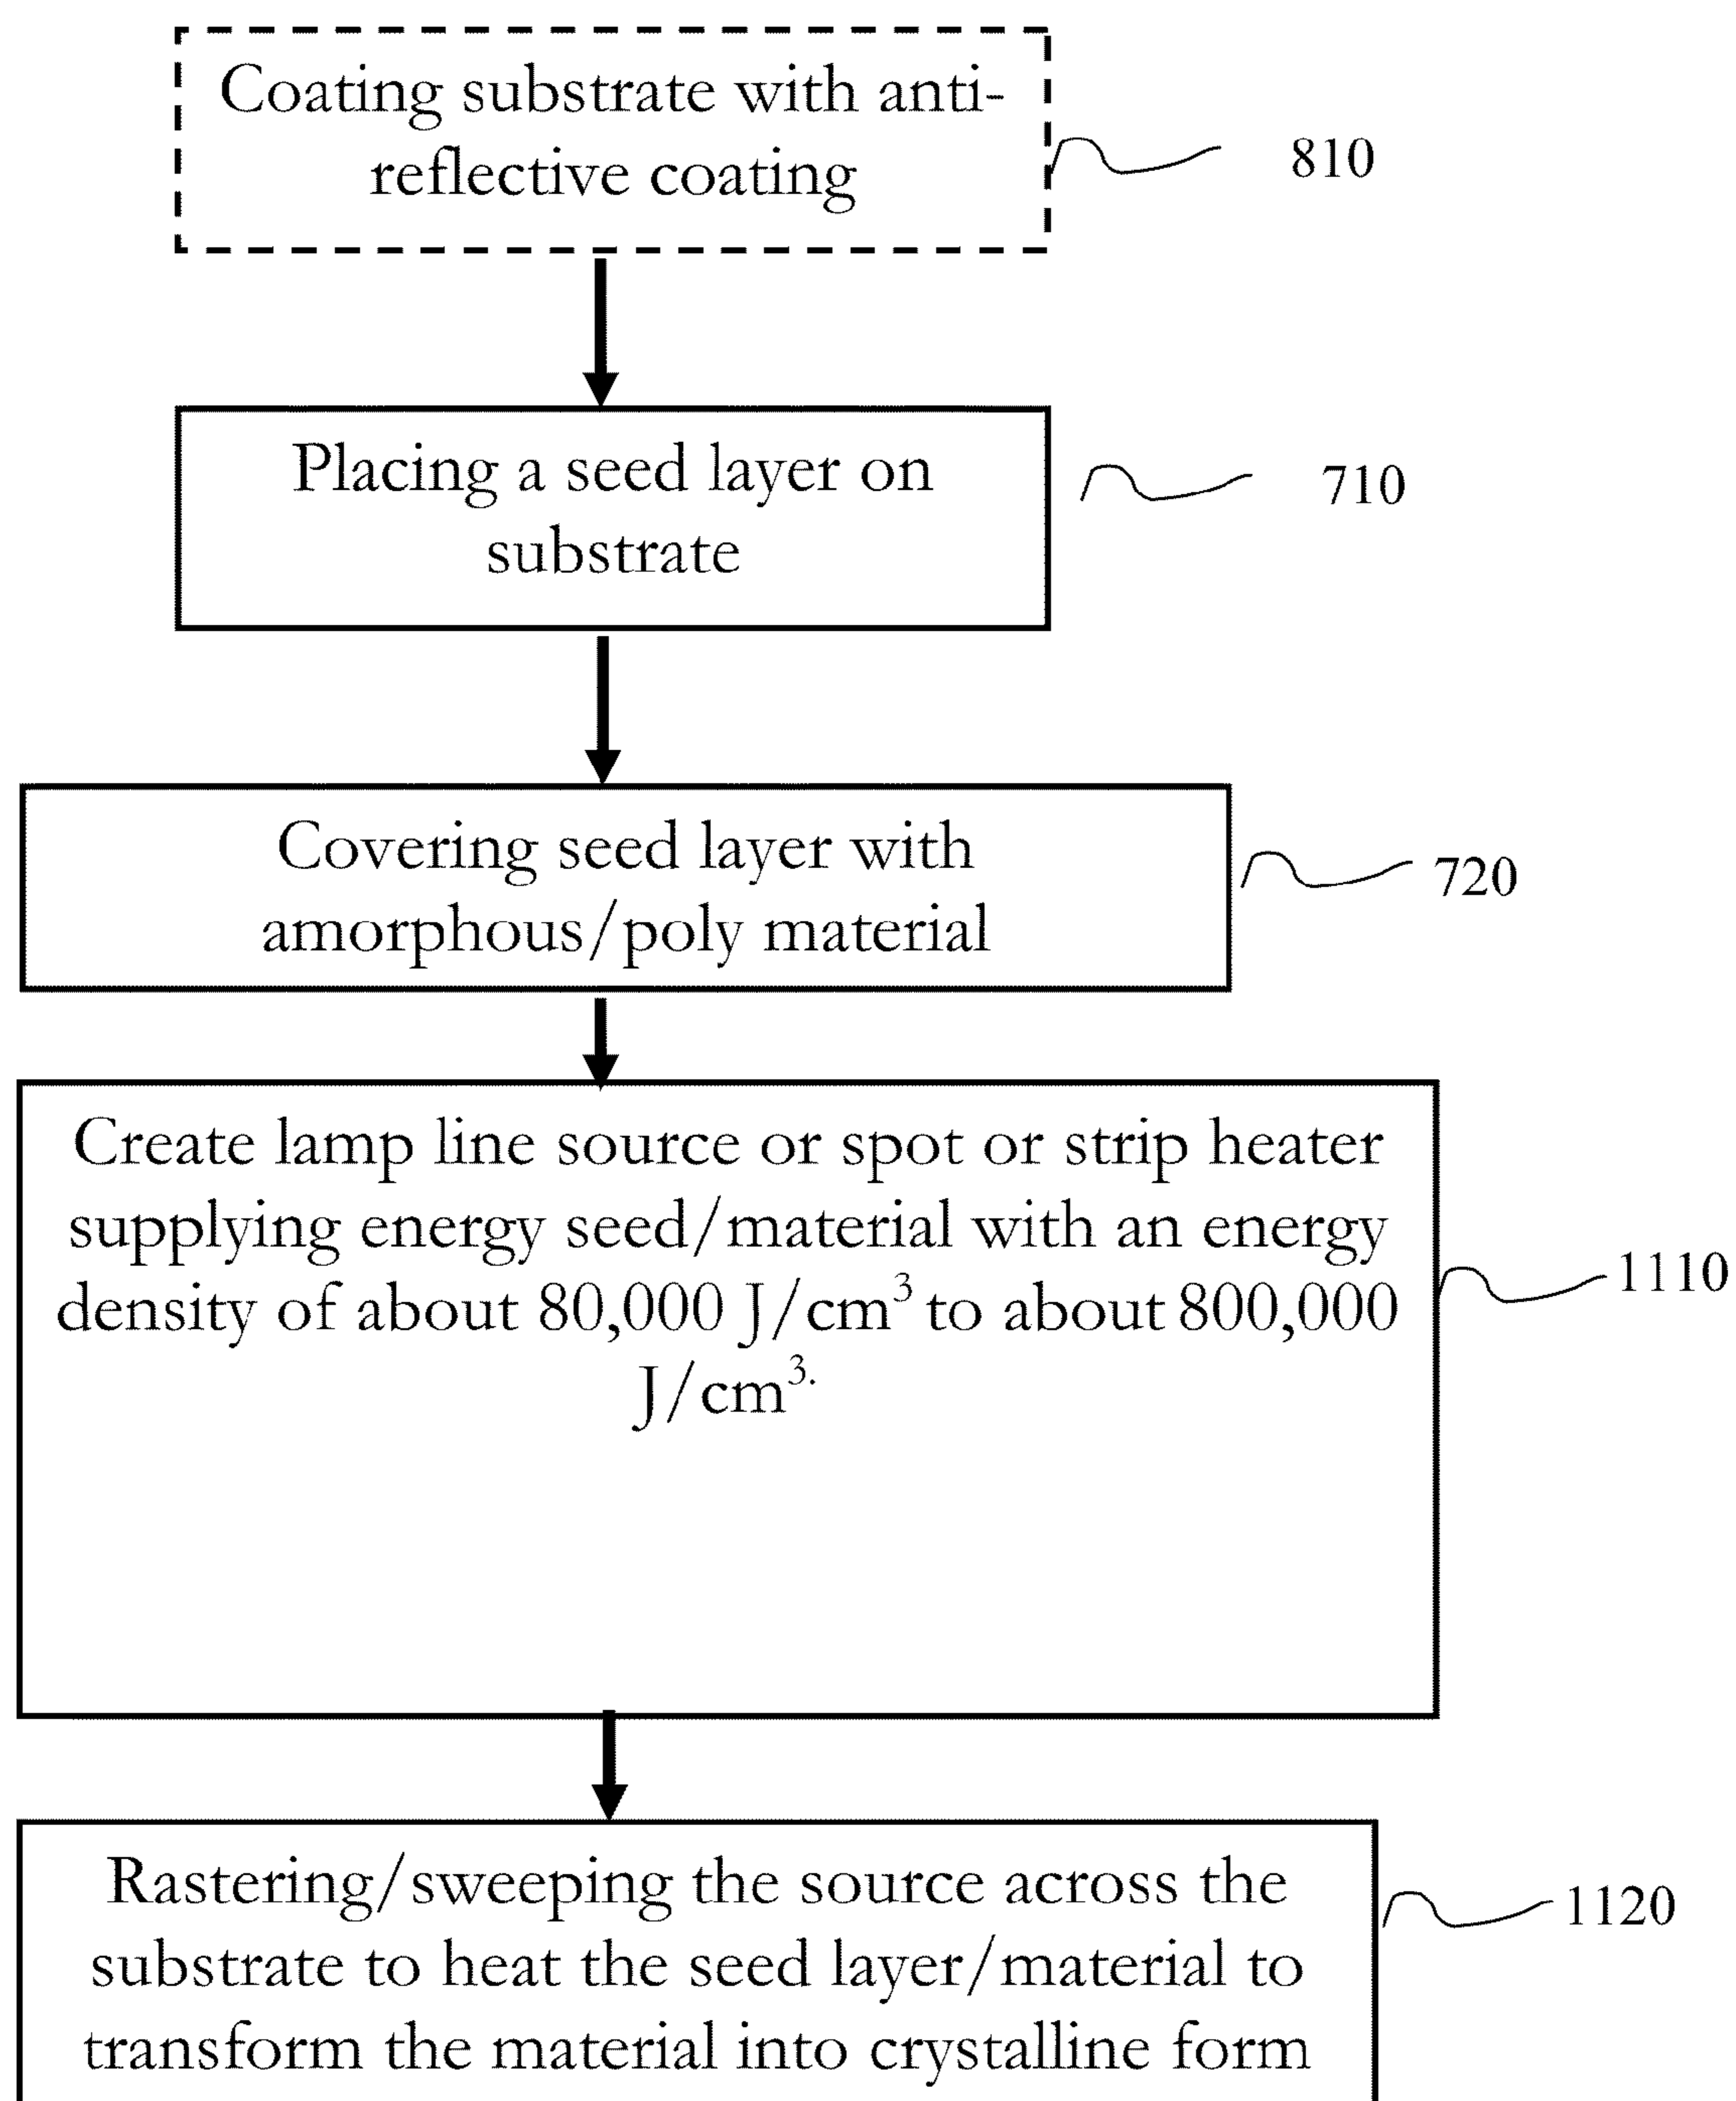 Coating substrate with anti-
reflective coating
810
Placing a seed layer on
substrate
710
Covering seed layer with
amorphous/poly material
720
Create lamp line source or spot or strip heater
supplying energy seed/material with an energy
density of about 80,000 J/cm³ to about 800,000
J/cm³·
1110
Rastering/sweeping the source across the
substrate to heat the seed layer/material to
transform the material into crystalline form
1120